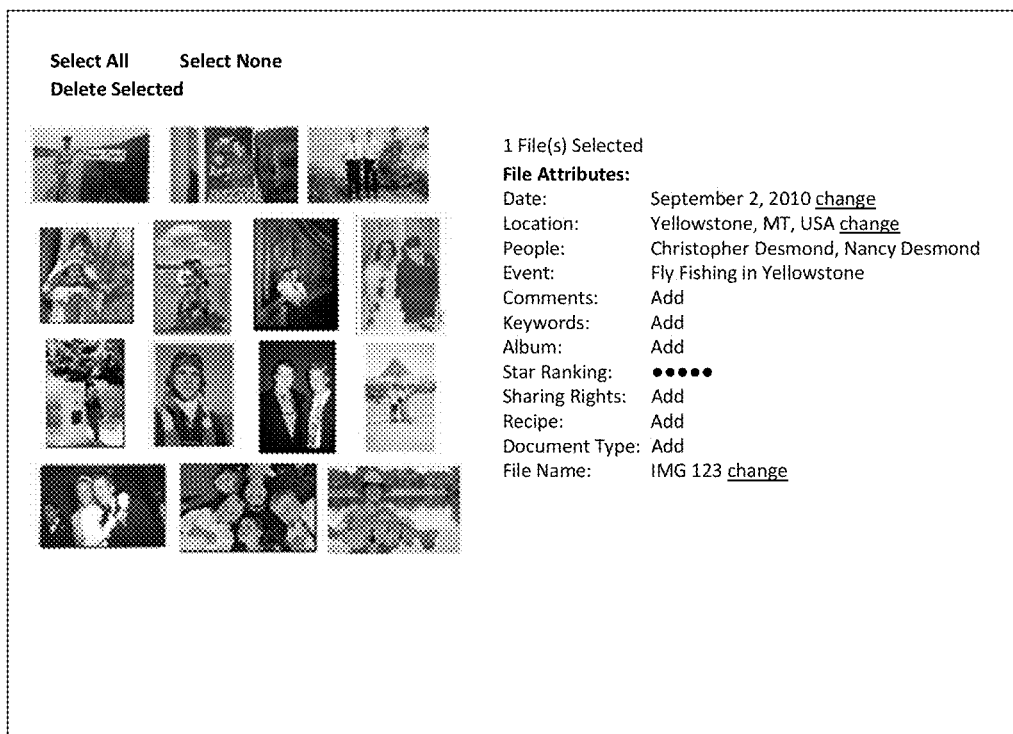 Select All Select None
Delete Selected
1 File(s) Selected
File Attributes:
Date: September 2, 2010 change
Location: Yellowstone, MT, USA change
People: Christopher Desmond, Nancy Desmond
Event: Fly Fishing in Yellowstone
Comments: Add
Keywords: Add
Album: Add
Star Ranking: ●●●●●
Sharing Rights: Add
Recipe: Add
Document Type: Add
File Name: IMG 123 change